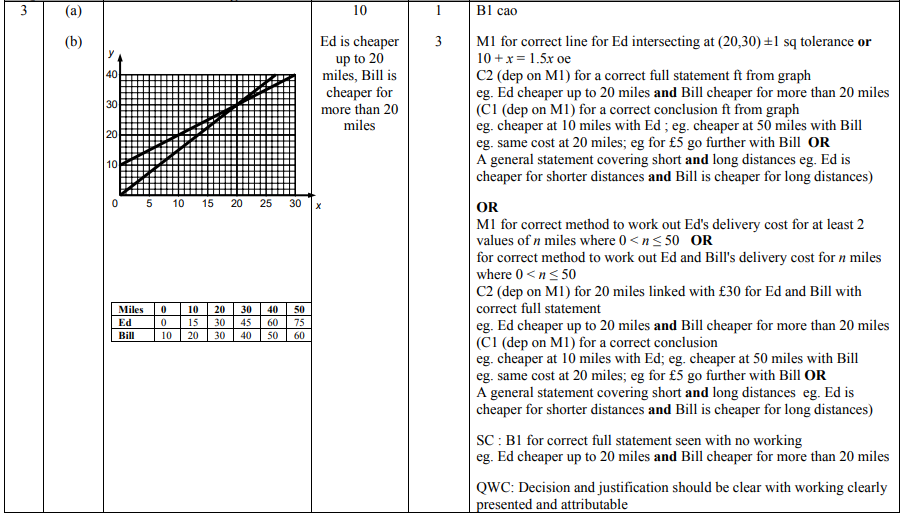 3 (a) 10 1 B1 cao
(b) Ed is cheaper up to 20 miles, Bill is cheaper for more than 20 miles 3
y
40
30
20
10
0 5 10 15 20 25 30 x
Miles 0 10 20 30 40 50
Ed 0 15 30 45 60 75
Bill 10 20 30 40 50 60
M1 for correct line for Ed intersecting at (20,30) ±1 sq tolerance or
10 + x = 1.5x oe
C2 (dep on M1) for a correct full statement ft from graph
eg. Ed cheaper up to 20 miles and Bill cheaper for more than 20 miles
(C1 (dep on M1) for a correct conclusion ft from graph
eg. cheaper at 10 miles with Ed ; eg. cheaper at 50 miles with Bill
eg. same cost at 20 miles; eg for £5 go further with Bill OR
A general statement covering short and long distances eg. Ed is
cheaper for shorter distances and Bill is cheaper for long distances)
OR
M1 for correct method to work out Ed's delivery cost for at least 2
values of n miles where 0 < n ≤ 50 OR
for correct method to work out Ed and Bill's delivery cost for n miles
where 0 < n ≤ 50
C2 (dep on M1) for 20 miles linked with £30 for Ed and Bill with
correct full statement
eg. Ed cheaper up to 20 miles and Bill cheaper for more than 20 miles
(C1 (dep on M1) for a correct conclusion
eg. cheaper at 10 miles with Ed; eg. cheaper at 50 miles with Bill
eg. same cost at 20 miles; eg for £5 go further with Bill OR
A general statement covering short and long distances eg. Ed is
cheaper for shorter distances and Bill is cheaper for long distances)
SC : B1 for correct full statement seen with no working
eg. Ed cheaper up to 20 miles and Bill cheaper for more than 20 miles
QWC: Decision and justification should be clear with working clearly
presented and attributable